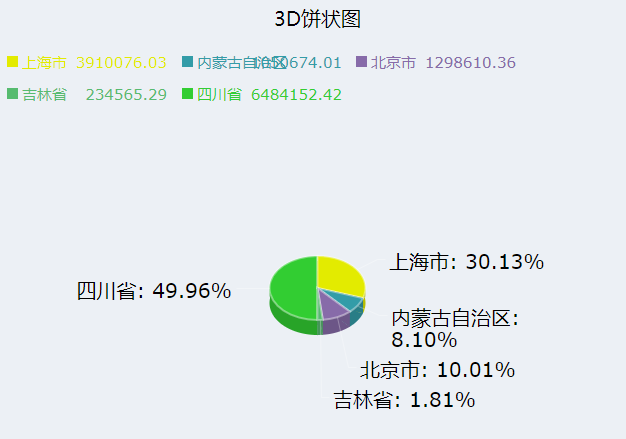 3D饼状图
上海市 3910076.03 内蒙古自治区 1050674.01 北京市 1298610.36
吉林省 234565.29 四川省 6484152.42
上海市: 30.13%
四川省: 49.96%
内蒙古自治区:
8.10%
北京市: 10.01%
吉林省: 1.81%